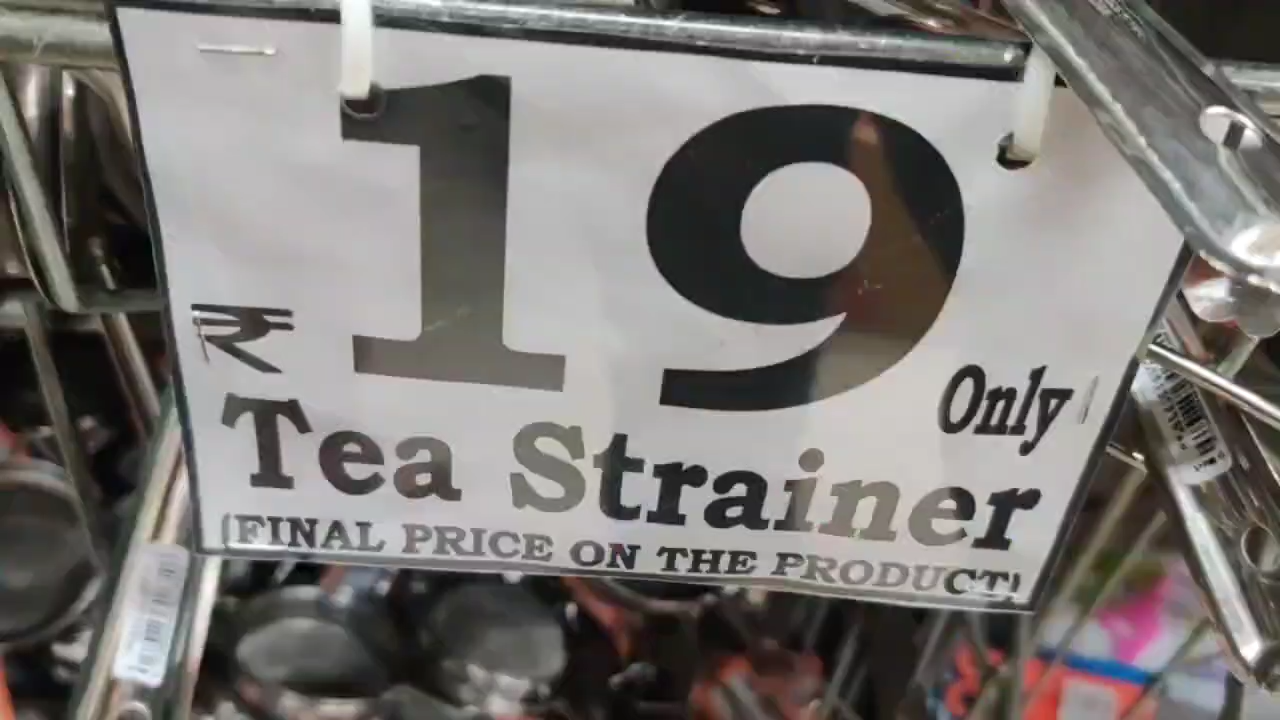 ₹ 19 Only
Tea Strainer
(FINAL PRICE ON THE PRODUCT)